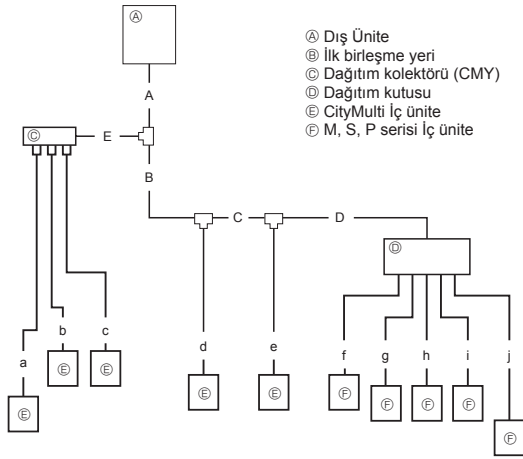 Ⓐ
Ⓐ Dış Ünite
Ⓑ İlk birleşme yeri
Ⓒ Dağıtım kolektörü (CMY)
Ⓓ Dağıtım kutusu
Ⓔ CityMulti İç ünite
Ⓕ M, S, P serisi İç ünite
A
Ⓑ
Ⓒ
E
B
C
D
Ⓓ
a
b
c
d
e
f
g
h
i
j
Ⓔ
Ⓔ
Ⓔ
Ⓔ
Ⓔ
Ⓕ
Ⓕ
Ⓕ
Ⓕ
Ⓕ